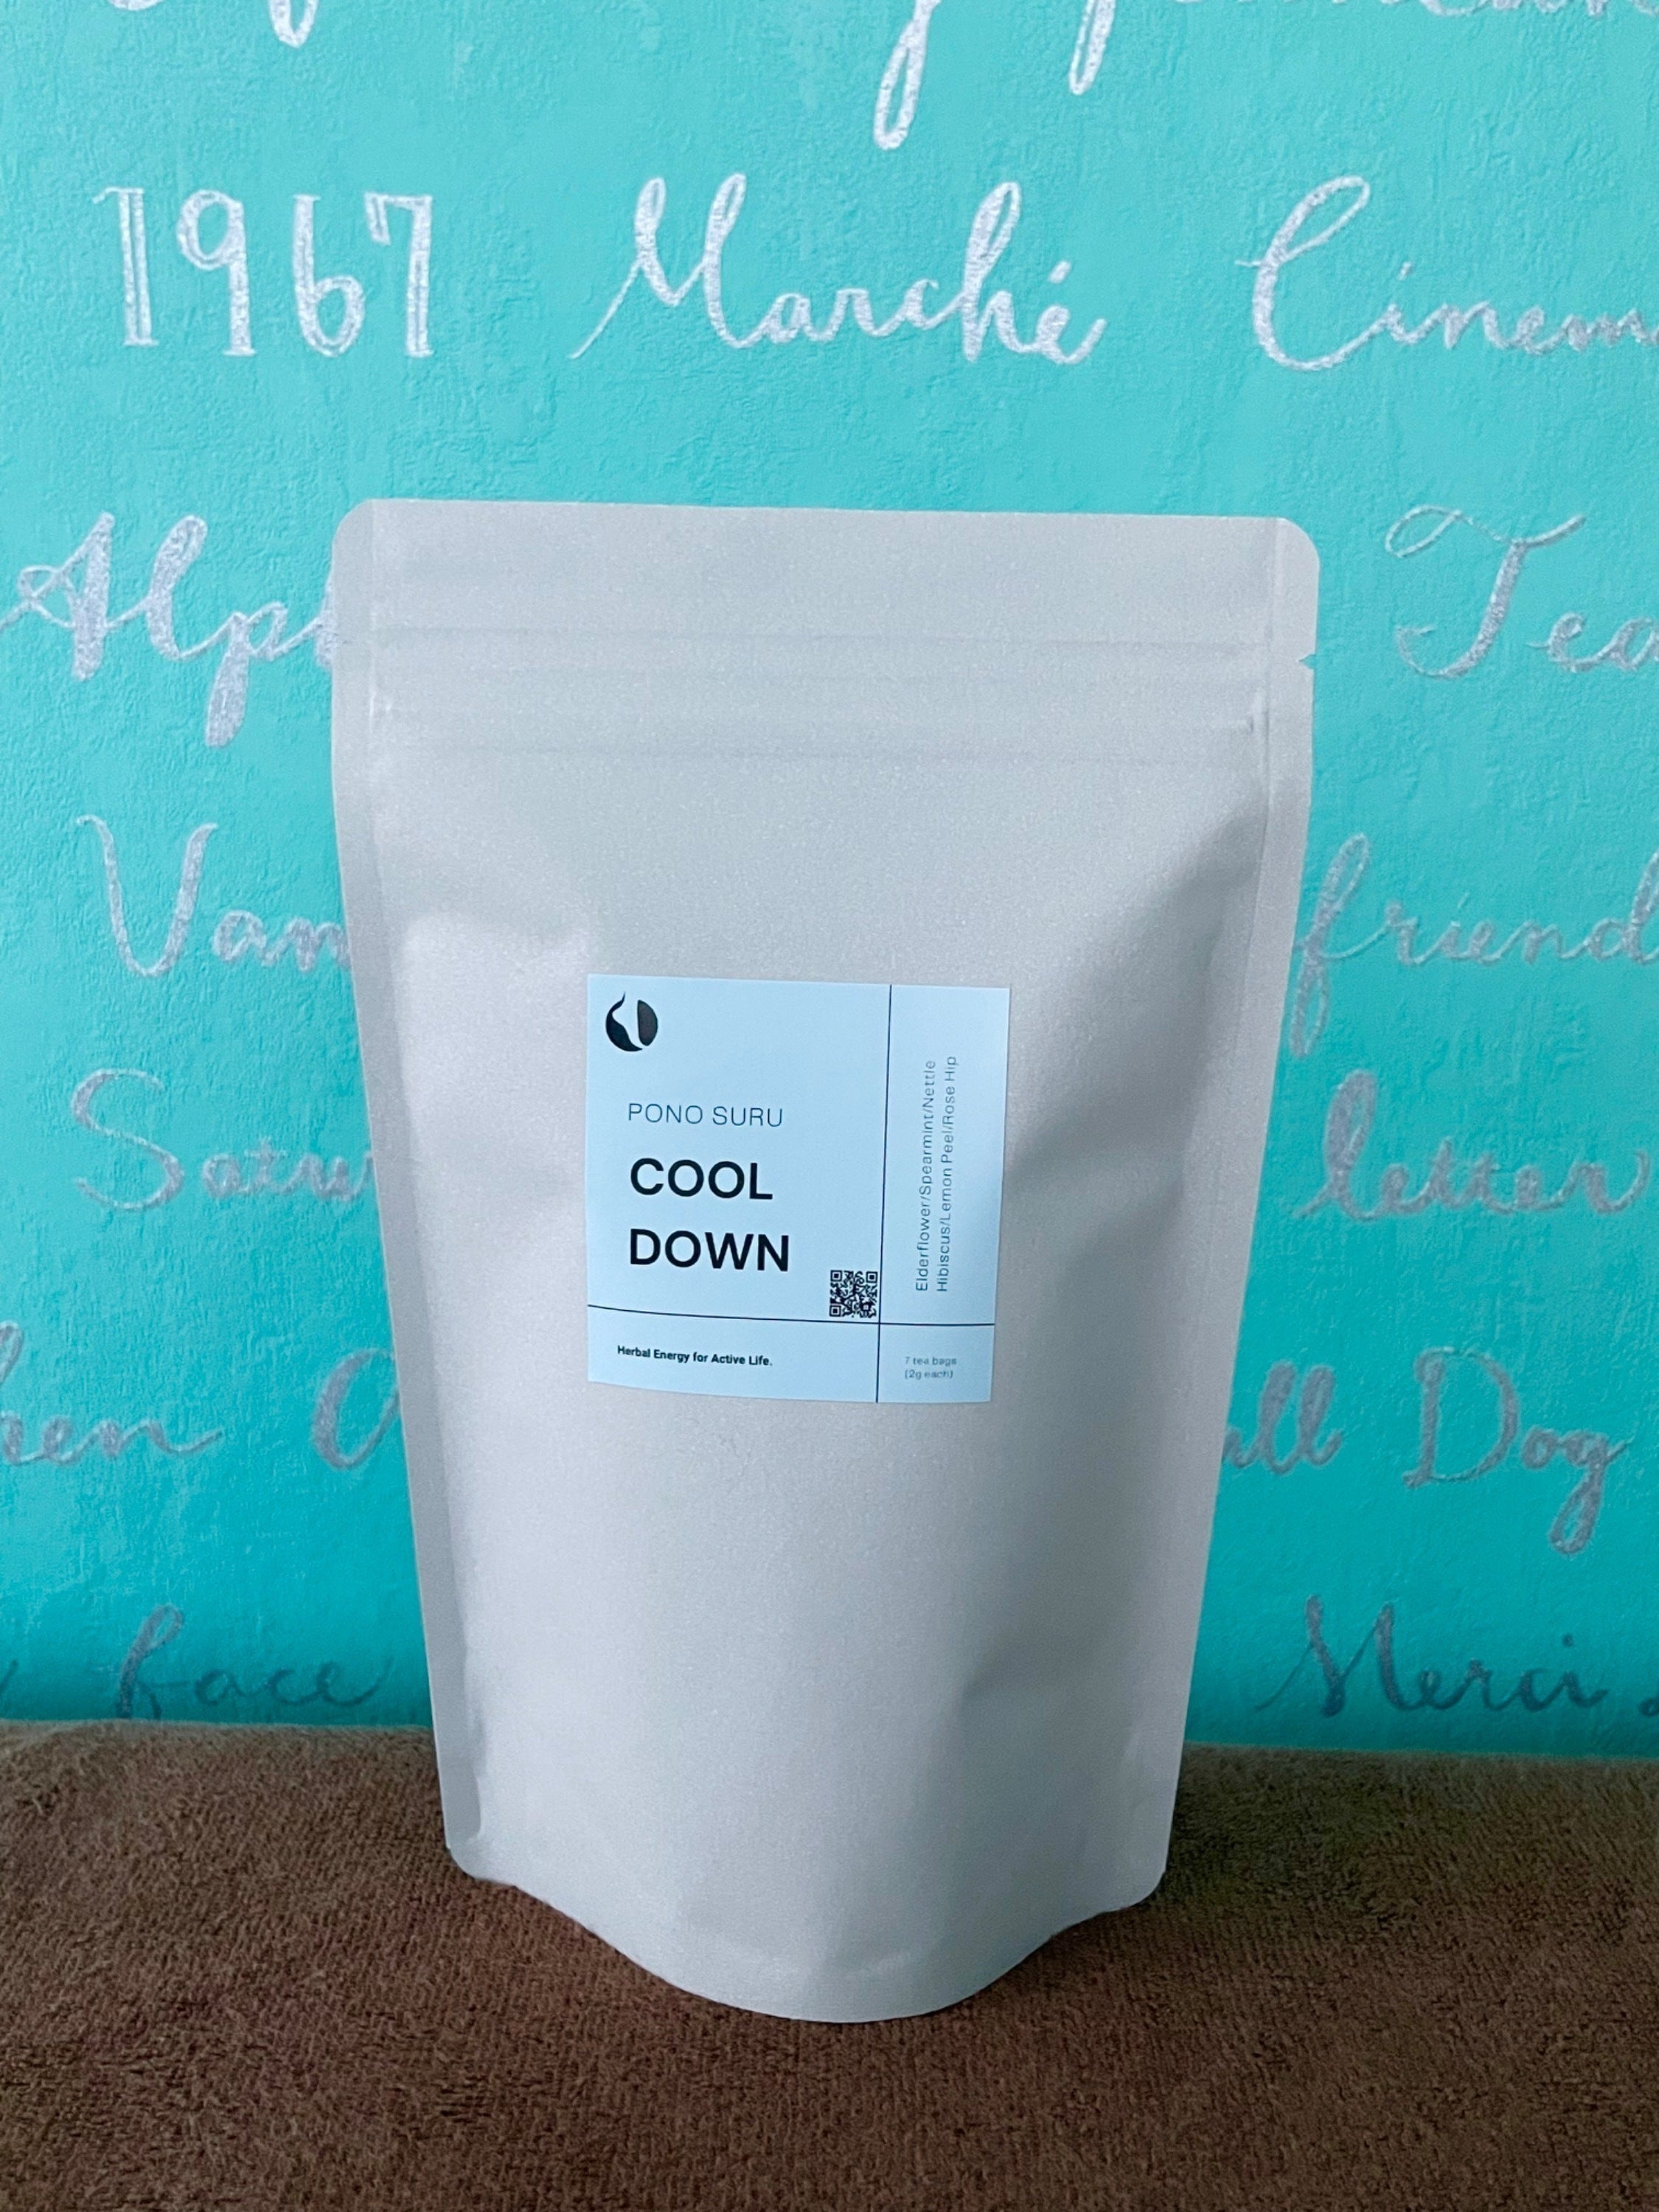 1967 Marché
Tea
friend
letter
Dog
face
Merci
PONO SURU
COOL
DOWN
Herbal Energy for Active Life.
Elderflower/Spearmint/Nettle
Hibiscus/Lemon Peel/Rose Hip
7 tea bags
(2g each)